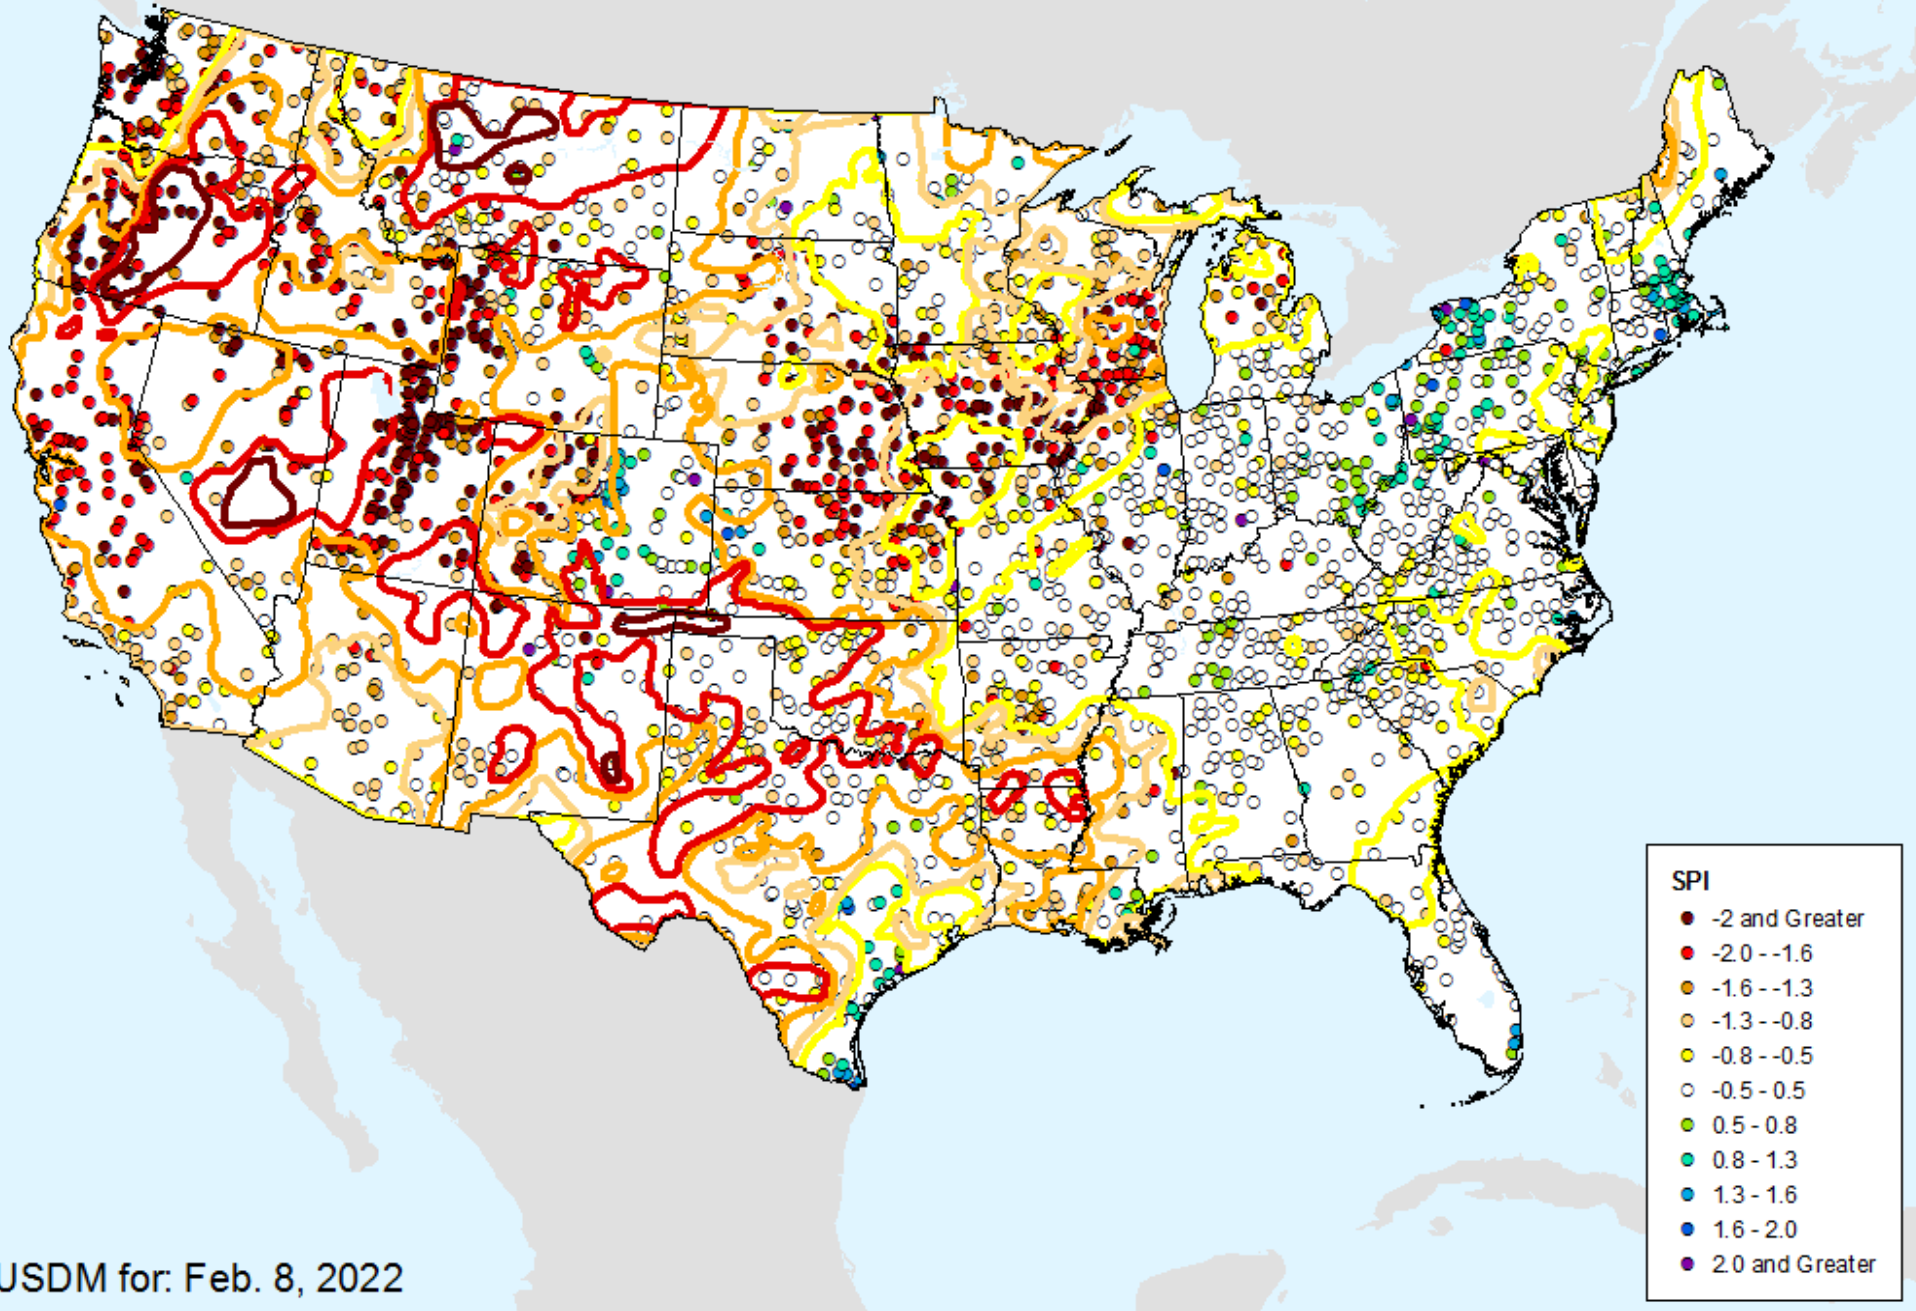 SPI
-2 and Greater
-2.0 - -1.6
-1.6 - -1.3
-1.3 - -0.8
-0.8 - -0.5
-0.5 - 0.5
0.5 - 0.8
0.8 - 1.3
1.3 - 1.6
1.6 - 2.0
2.0 and Greater
USDM for: Feb. 8, 2022